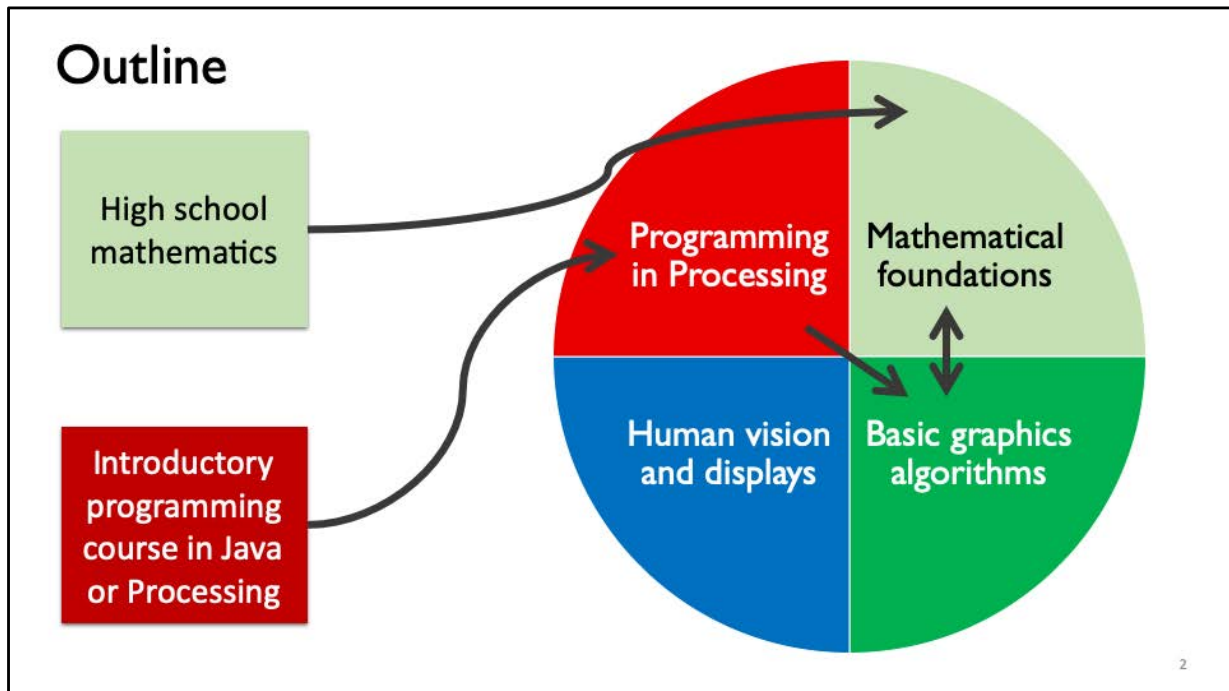 Outline
High school
mathematics
Introductory
programming
course in Java
or Processing
Programming
in Processing
Mathematical
foundations
Human vision
and displays
Basic graphics
algorithms
2